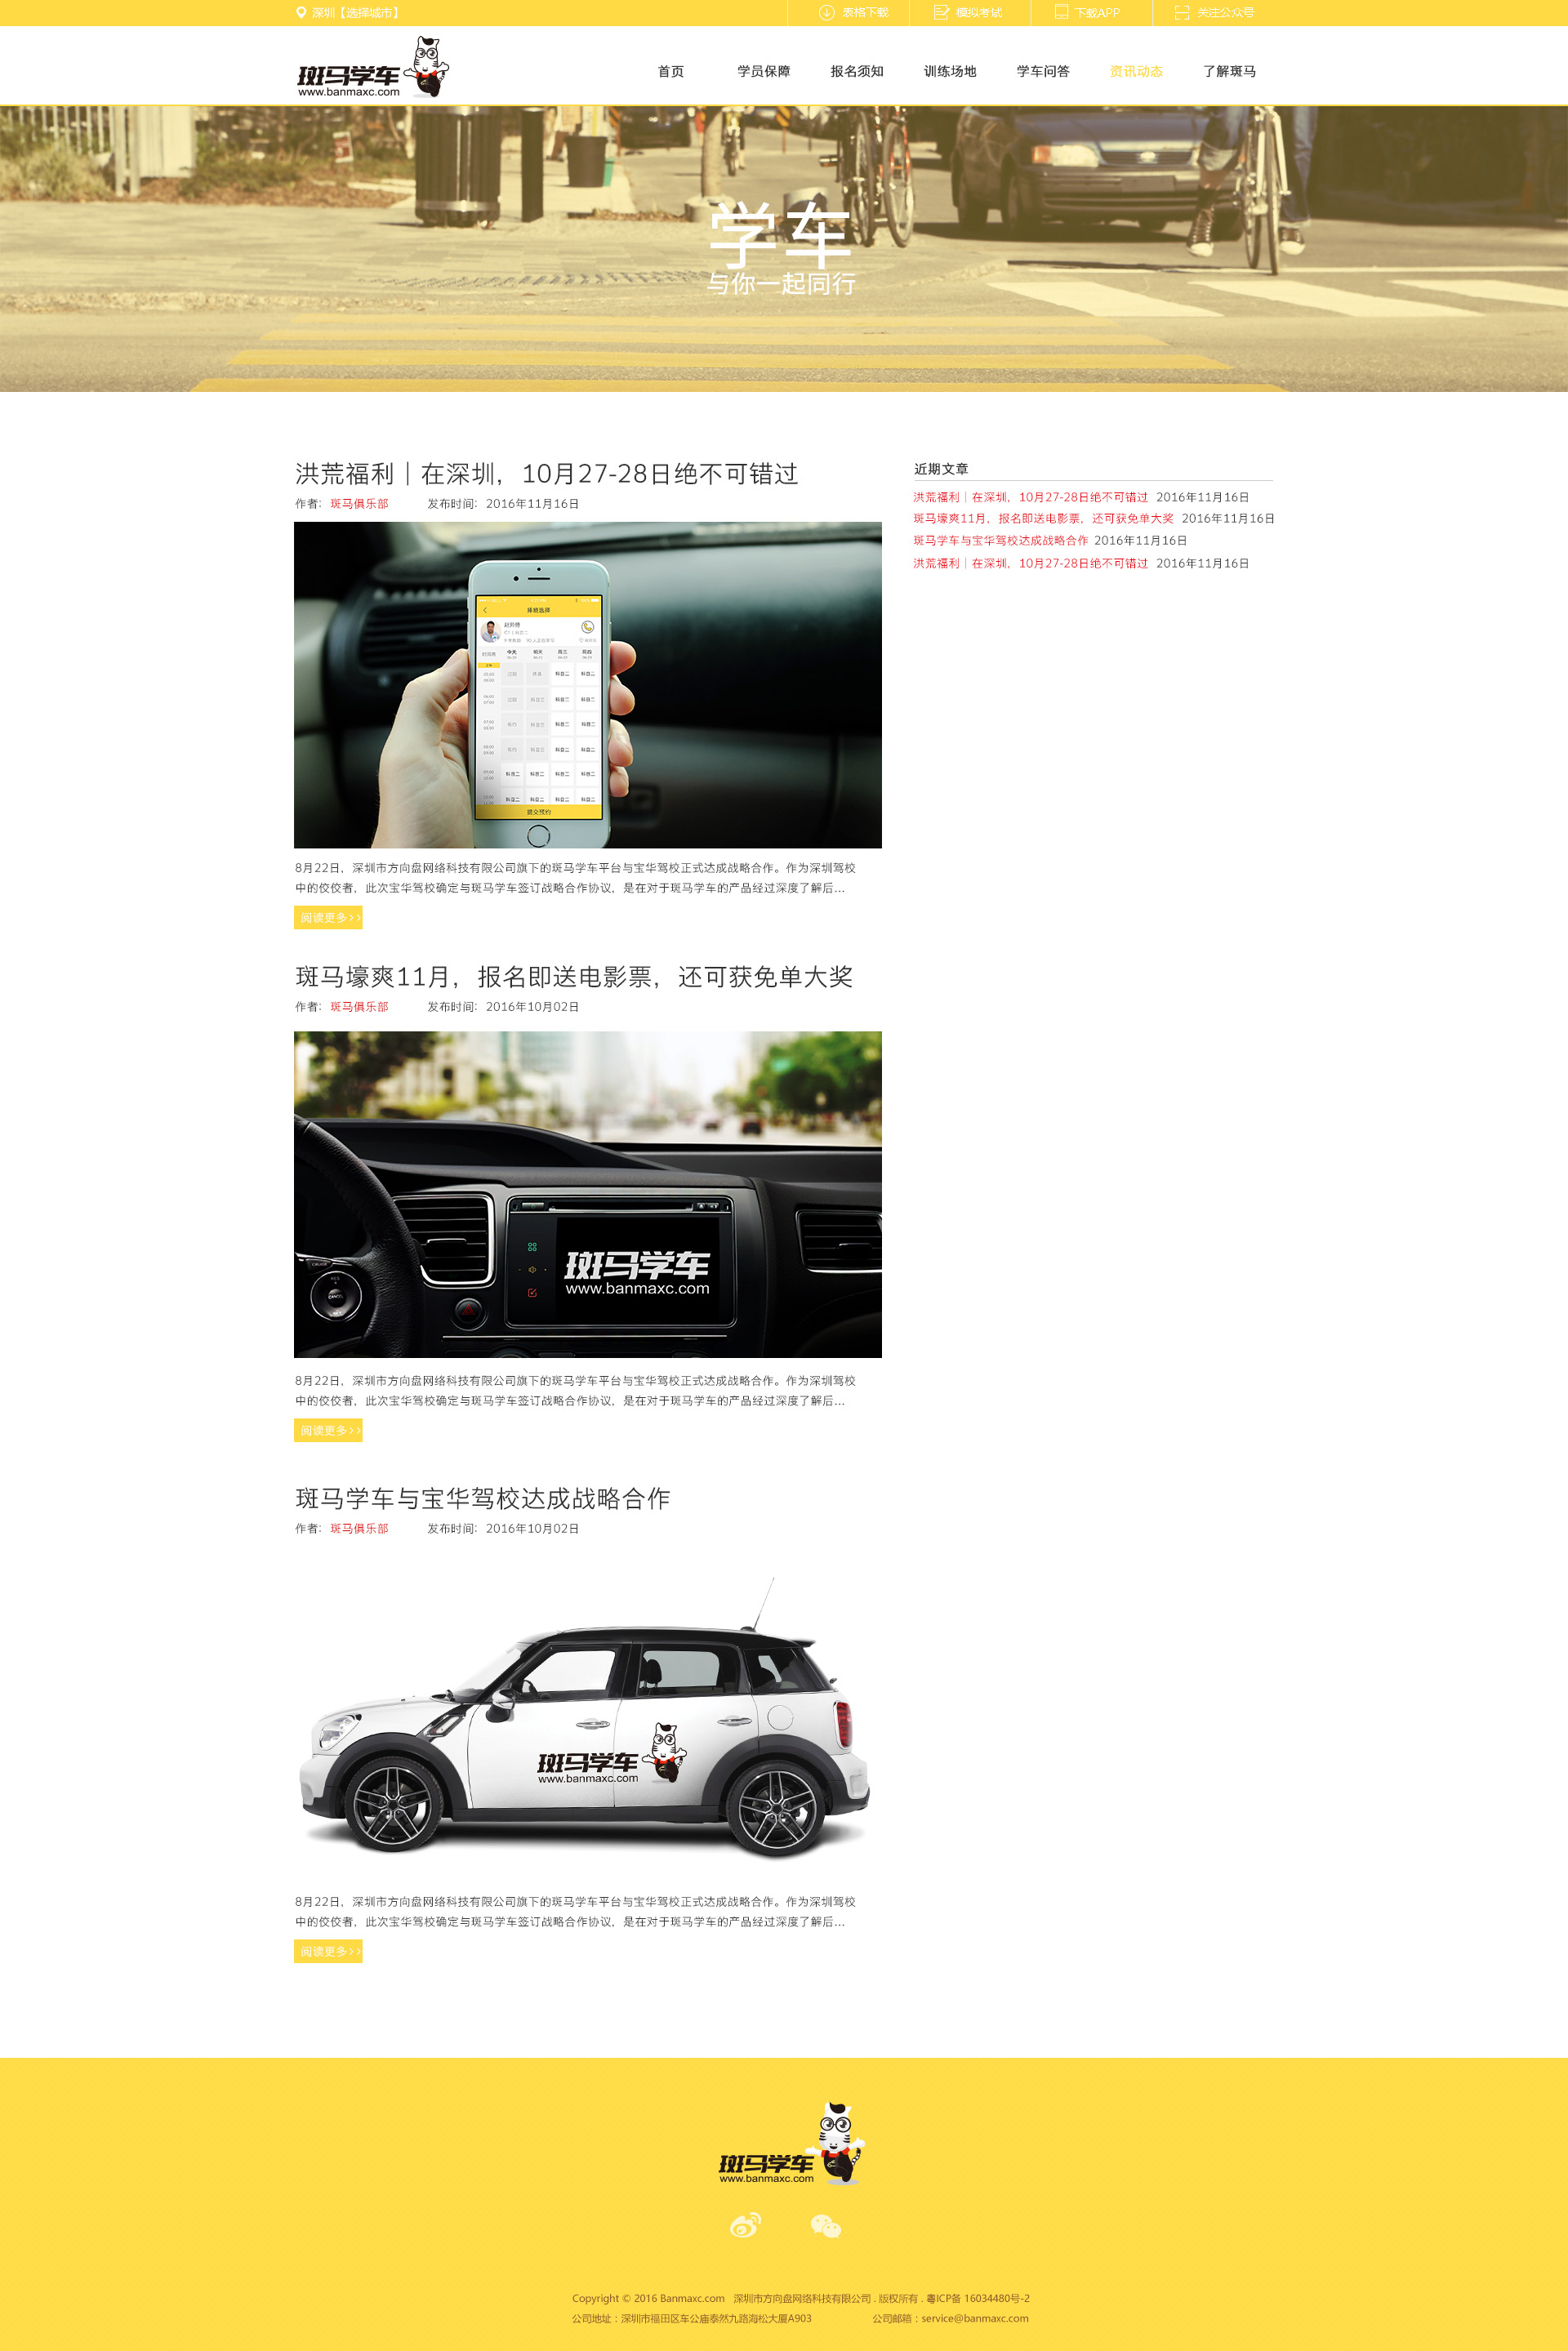 深圳【选择城市】
表格下载
模拟考试
下载APP
关注公众号
斑马学车
www.banmaxc.com
首页
学员保障
报名须知
训练场地
学车问答
资讯动态
了解斑马
学车
与你一起同行
洪荒福利｜在深圳，10月27-28日绝不可错过
作者：斑马俱乐部 发布时间：2016年11月16日
提交预约
8月22日，深圳市方向盘网络科技有限公司旗下的斑马学车平台与宝华驾校正式达成战略合作。作为深圳驾校
中的佼佼者，此次宝华驾校确定与斑马学车签订战略合作协议，是在对于斑马学车的产品经过深度了解后...
阅读更多>>
斑马壕爽11月，报名即送电影票，还可获免单大奖
作者：斑马俱乐部 发布时间：2016年10月02日
斑马学车
www.banmaxc.com
8月22日，深圳市方向盘网络科技有限公司旗下的斑马学车平台与宝华驾校正式达成战略合作。作为深圳驾校
中的佼佼者，此次宝华驾校确定与斑马学车签订战略合作协议，是在对于斑马学车的产品经过深度了解后...
阅读更多>>
斑马学车与宝华驾校达成战略合作
作者：斑马俱乐部 发布时间：2016年10月02日
斑马学车
www.banmaxc.com
8月22日，深圳市方向盘网络科技有限公司旗下的斑马学车平台与宝华驾校正式达成战略合作。作为深圳驾校
中的佼佼者，此次宝华驾校确定与斑马学车签订战略合作协议，是在对于斑马学车的产品经过深度了解后...
阅读更多>>
近期文章
洪荒福利｜在深圳，10月27-28日绝不可错过 2016年11月16日
斑马壕爽11月，报名即送电影票，还可获免单大奖 2016年11月16日
斑马学车与宝华驾校达成战略合作 2016年11月16日
洪荒福利｜在深圳，10月27-28日绝不可错过 2016年11月16日
斑马学车
www.banmaxc.com
Copyright © 2016 Banmaxc.com 深圳市方向盘网络科技有限公司 . 版权所有 . 粤ICP备 16034480号-2
公司地址：深圳市福田区车公庙泰然九路海松大厦A903 公司邮箱：service@banmaxc.com